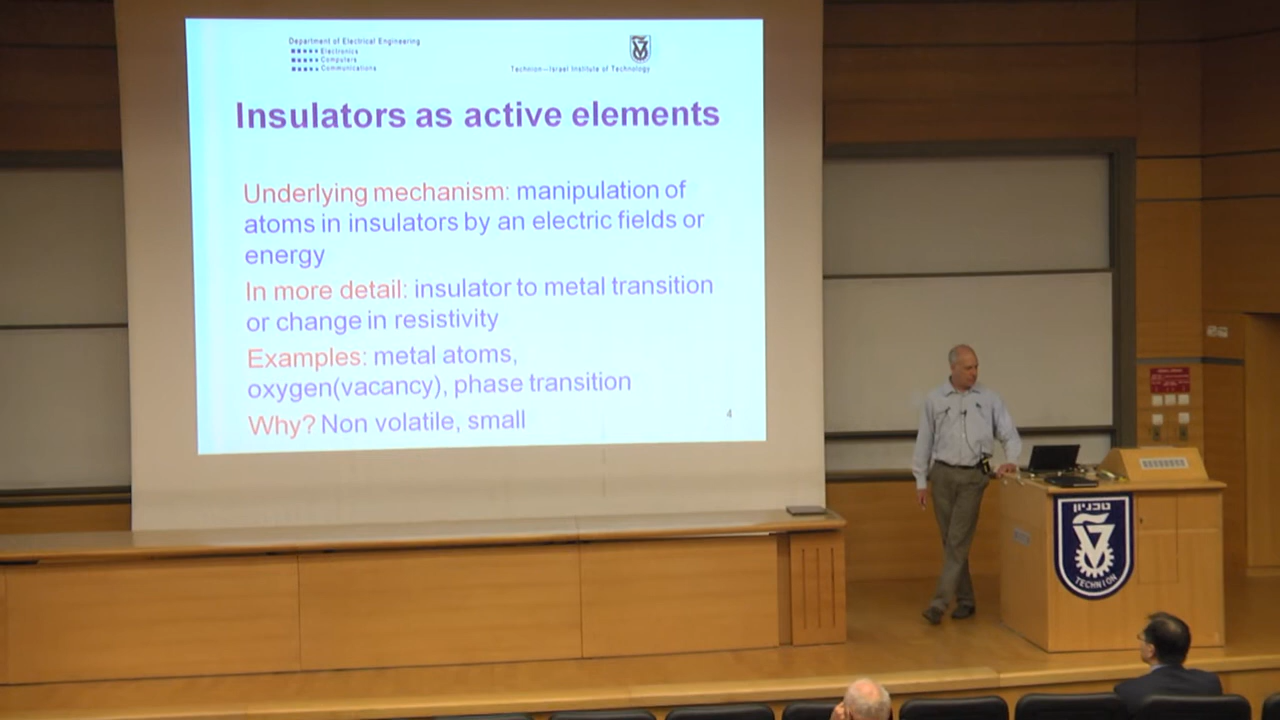 Department of Electrical Engineering
Electronics
Computers
Communications
Technion—Israel Institute of Technology
Insulators as active elements
Underlying mechanism: manipulation of
atoms in insulators by an electric fields or
energy
In more detail: insulator to metal transition
or change in resistivity
Examples: metal atoms,
oxygen(vacancy), phase transition
Why? Non volatile, small
4
טכניון
TECHNION